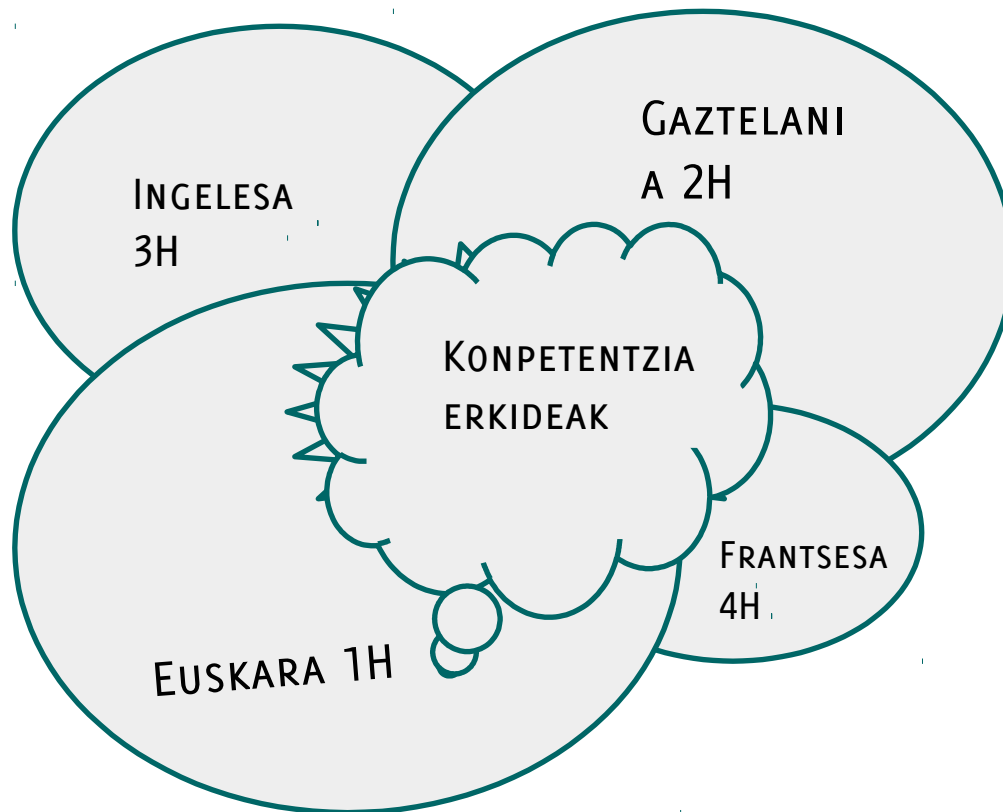 Gaztelani
a 2H
Ingelesa
3H
Konpetentzia
erkideak
Frantsesa
4H
Euskara 1H